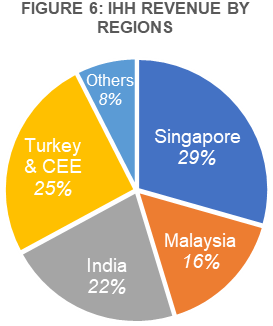 FIGURE 6: IHH REVENUE BY
REGIONS
Others
8%
Singapore
29%
Turkey
& CEE
25%
Malaysia
16%
India
22%